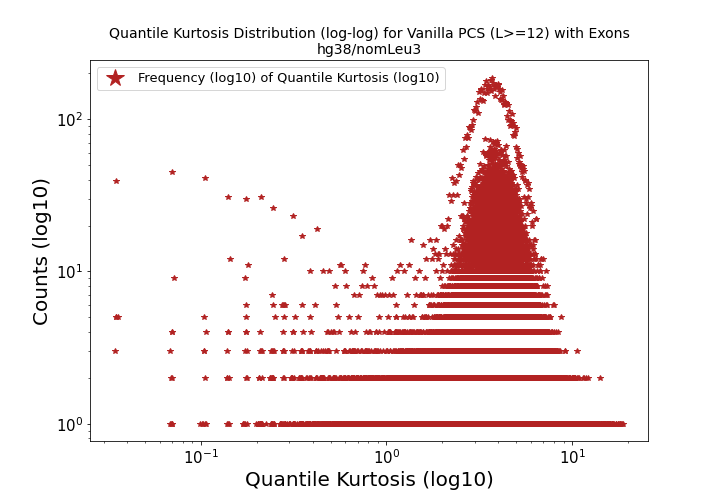 Quantile Kurtosis Distribution (log-log) for Vanilla PCS (L>=12) with Exons
hg38/nomLeu3
Frequency (log10) of Quantile Kurtosis (log10)
Counts (log10)
10²
10¹
10⁰
10⁻¹ 10⁰ 10¹
Quantile Kurtosis (log10)